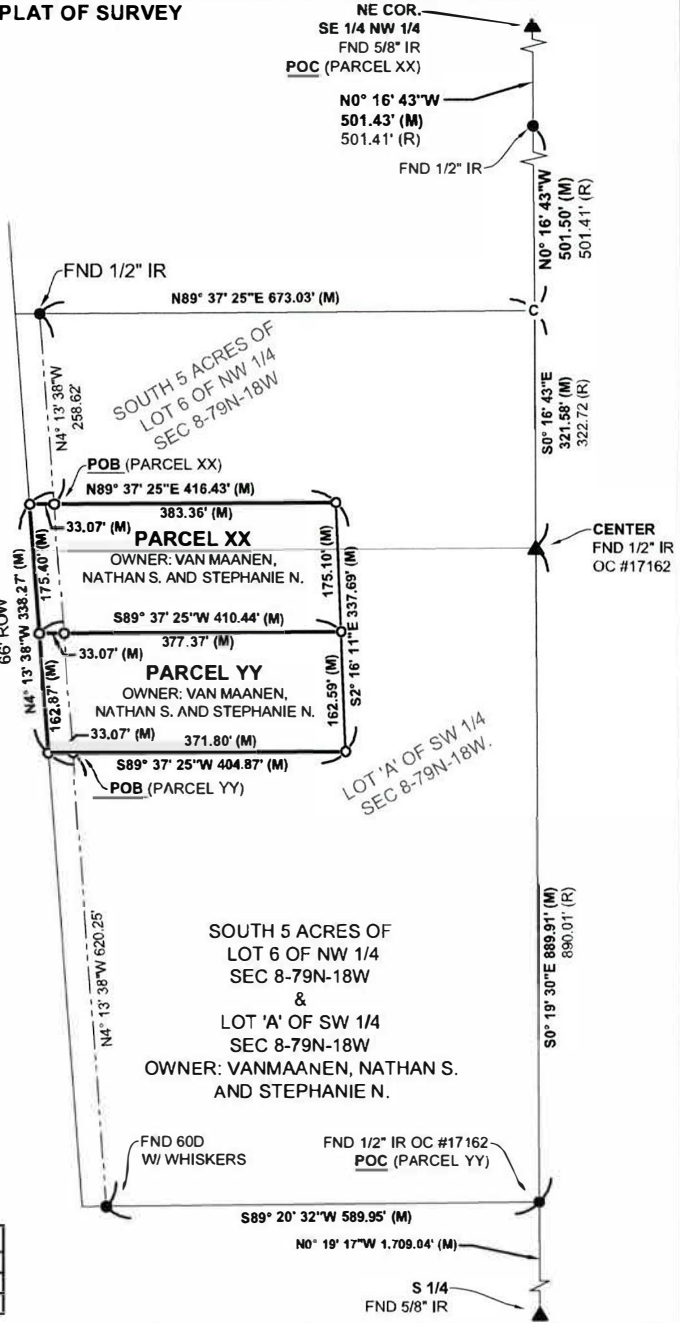 PLAT OF SURVEY
NE COR.
SE 1/4 NW 1/4
FND 5/8" IR
POC (PARCEL XX)
N0° 16' 43"W
501.43' (M)
501.41' (R)
FND 1/2" IR
N0° 16' 43"W
501.50' (M)
501.41' (R)
FND 1/2" IR
N89° 37' 25"E 673.03' (M)
C
SOUTH 5 ACRES OF
LOT 6 OF NW 1/4
SEC 8-79N-18W
N4° 13' 38"W
258.62'
S0° 16' 43"E
321.58' (M)
322.72 (R)
POB (PARCEL XX)
N89° 37' 25"E 416.43' (M)
383.36' (M)
33.07' (M)
PARCEL XX
OWNER: VAN MAANEN,
NATHAN S. AND STEPHANIE N.
CENTER
FND 1/2" IR
OC #17162
66' ROW
N4° 13' 38"W 338.27' (M)
175.40' (M)
175.10' (M)
S2° 16' 11"E 337.69' (M)
S89° 37' 25"W 410.44' (M)
377.37' (M)
33.07' (M)
PARCEL YY
OWNER: VAN MAANEN,
NATHAN S. AND STEPHANIE N.
162.87' (M)
162.59' (M)
33.07' (M)
371.80' (M)
S89° 37' 25"W 404.87' (M)
POB (PARCEL YY)
LOT 'A' OF SW 1/4
SEC 8-79N-18W.
N4° 13' 38"W 620.25'
S0° 19' 30"E 889.91' (M)
890.01' (R)
SOUTH 5 ACRES OF
LOT 6 OF NW 1/4
SEC 8-79N-18W
&
LOT 'A' OF SW 1/4
SEC 8-79N-18W
OWNER: VANMAANEN, NATHAN S.
AND STEPHANIE N.
FND 60D
W/ WHISKERS
FND 1/2" IR OC #17162
POC (PARCEL YY)
S89° 20' 32"W 589.95' (M)
N0° 19' 17"W 1.709.04' (M)
S 1/4
FND 5/8" IR